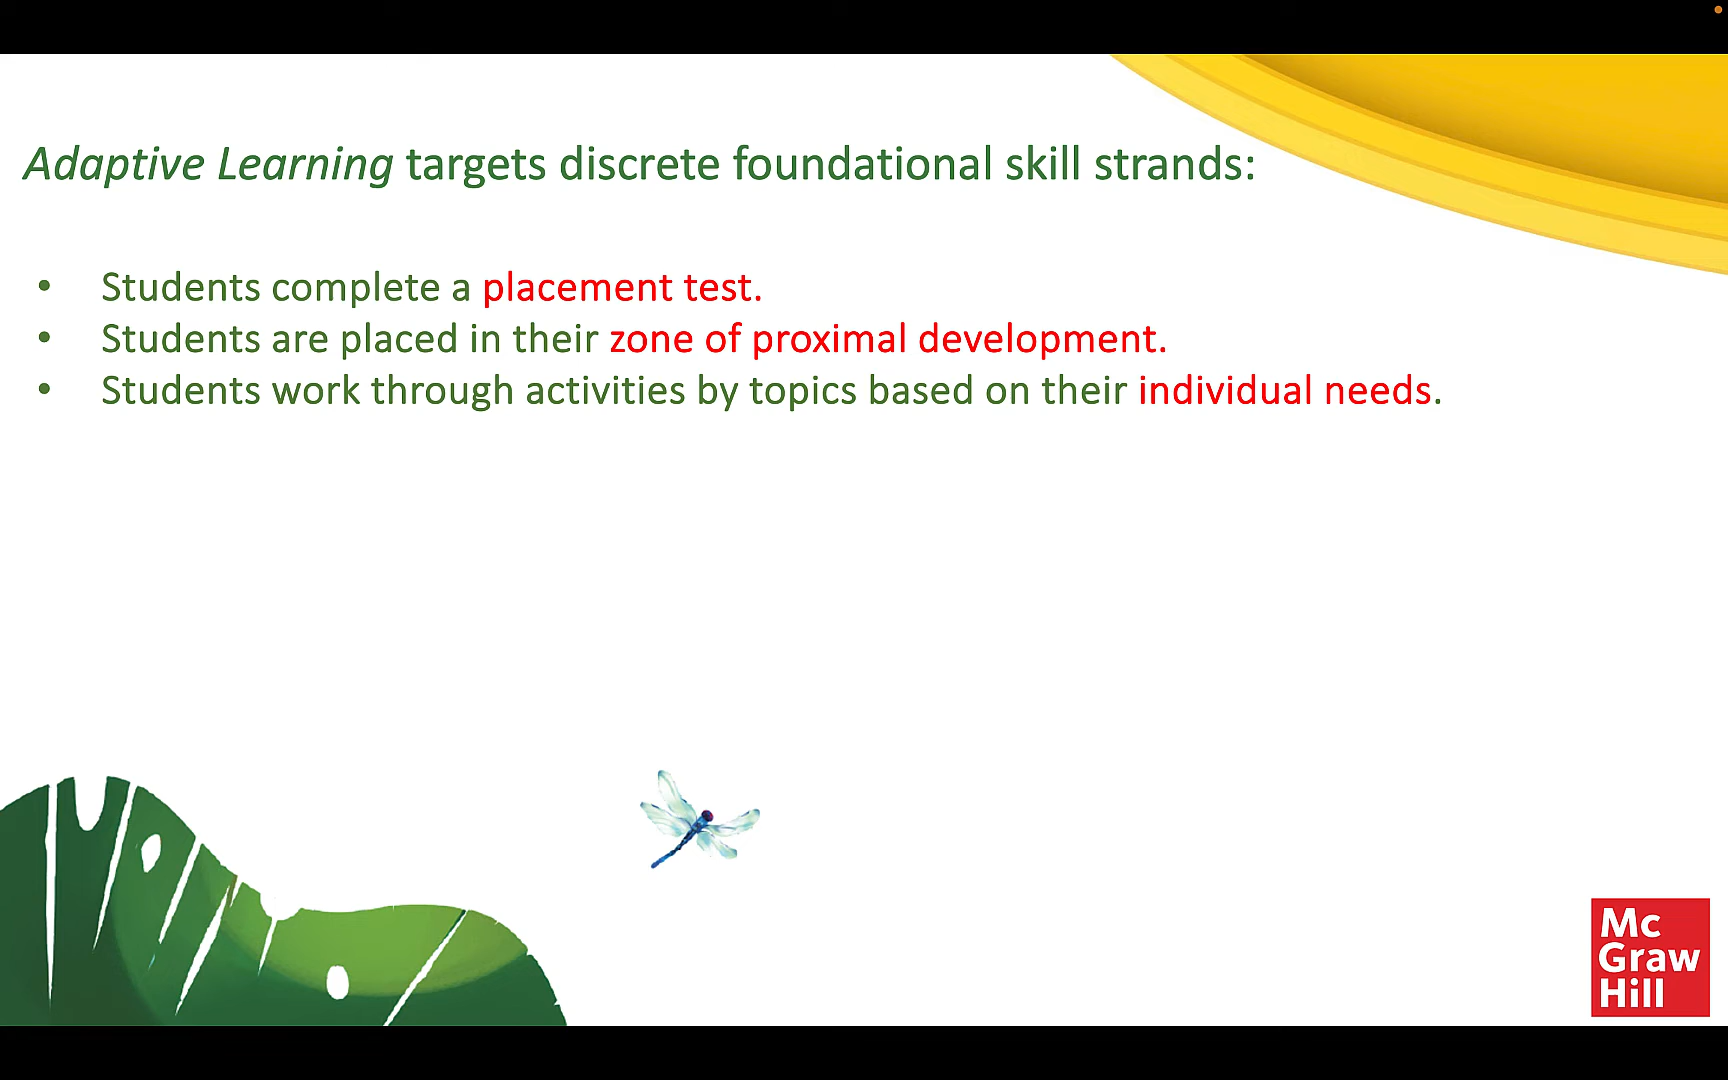 Adaptive Learning targets discrete foundational skill strands:
• Students complete a placement test.
• Students are placed in their zone of proximal development.
• Students work through activities by topics based on their individual needs.
Mc
Graw
Hill